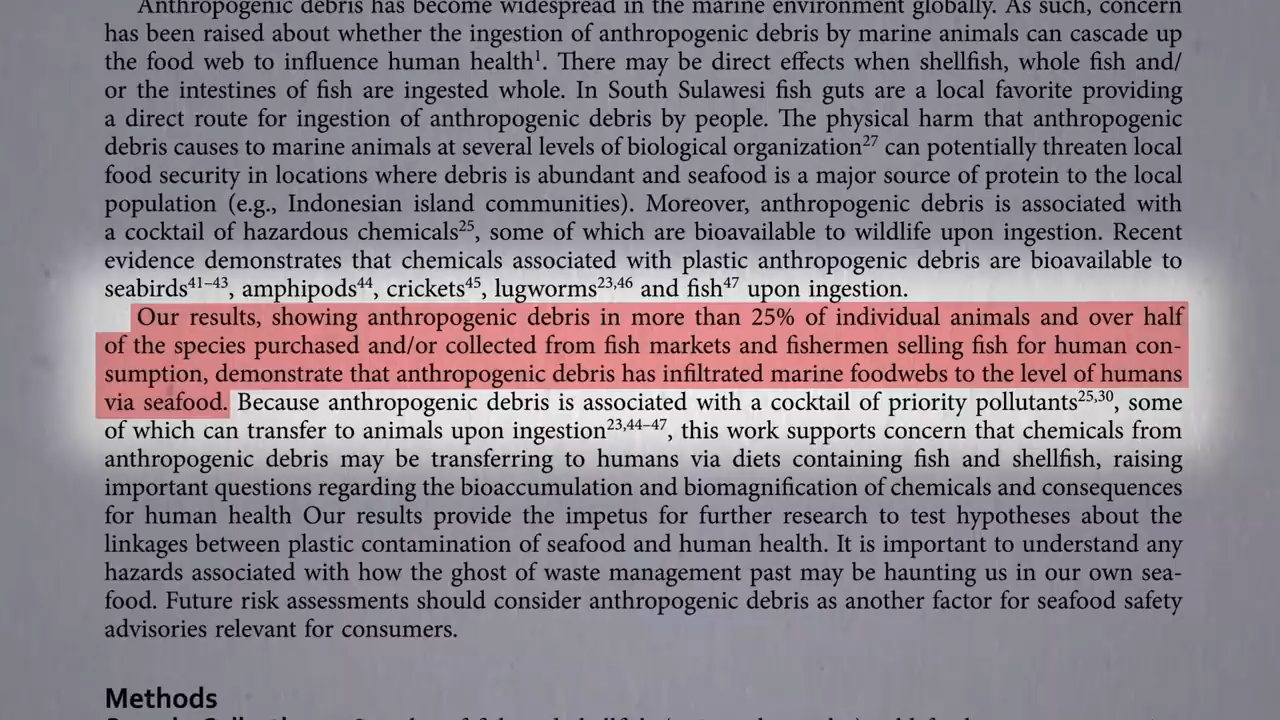 Anthropogenic debris has become widespread in the marine environment globally. As such, concern
has been raised about whether the ingestion of anthropogenic debris by marine animals can cascade up
the food web to influence human health¹. There may be direct effects when shellfish, whole fish and/
or the intestines of fish are ingested whole. In South Sulawesi fish guts are a local favorite providing
a direct route for ingestion of anthropogenic debris by people. The physical harm that anthropogenic
debris causes to marine animals at several levels of biological organization²⁷ can potentially threaten local
food security in locations where debris is abundant and seafood is a major source of protein to the local
population (e.g., Indonesian island communities). Moreover, anthropogenic debris is associated with
a cocktail of hazardous chemicals²⁵, some of which are bioavailable to wildlife upon ingestion. Recent
evidence demonstrates that chemicals associated with plastic anthropogenic debris are bioavailable to
seabirds⁴¹⁻⁴³, amphipods⁴⁴, crickets⁴⁵, lugworms²³,⁴⁶ and fish⁴⁷ upon ingestion.
Our results, showing anthropogenic debris in more than 25% of individual animals and over half
of the species purchased and/or collected from fish markets and fishermen selling fish for human con-
sumption, demonstrate that anthropogenic debris has infiltrated marine foodwebs to the level of humans
via seafood. Because anthropogenic debris is associated with a cocktail of priority pollutants²⁵,³⁰, some
of which can transfer to animals upon ingestion²³,⁴⁴⁻⁴⁷, this work supports concern that chemicals from
anthropogenic debris may be transferring to humans via diets containing fish and shellfish, raising
important questions regarding the bioaccumulation and biomagnification of chemicals and consequences
for human health Our results provide the impetus for further research to test hypotheses about the
linkages between plastic contamination of seafood and human health. It is important to understand any
hazards associated with how the ghost of waste management past may be haunting us in our own sea-
food. Future risk assessments should consider anthropogenic debris as another factor for seafood safety
advisories relevant for consumers.
Methods